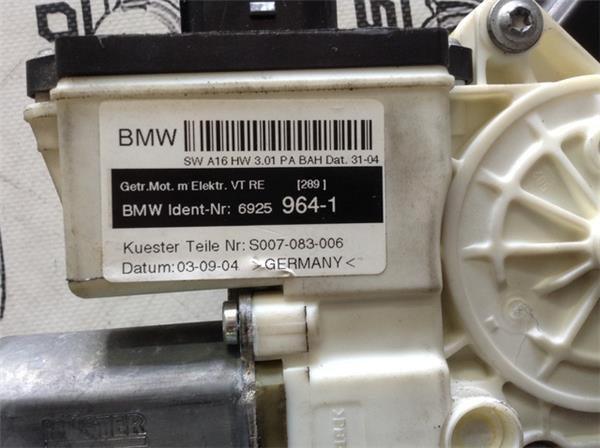 BMW
SW A16 HW 3.01 PA BAH Dat. 31-04
Getr.Mot. m Elektr. VT RE [289]
BMW Ident-Nr: 6925 964-1
Kuester Teile Nr: S007-083-006
Datum: 03-09-04 >GERMANY<